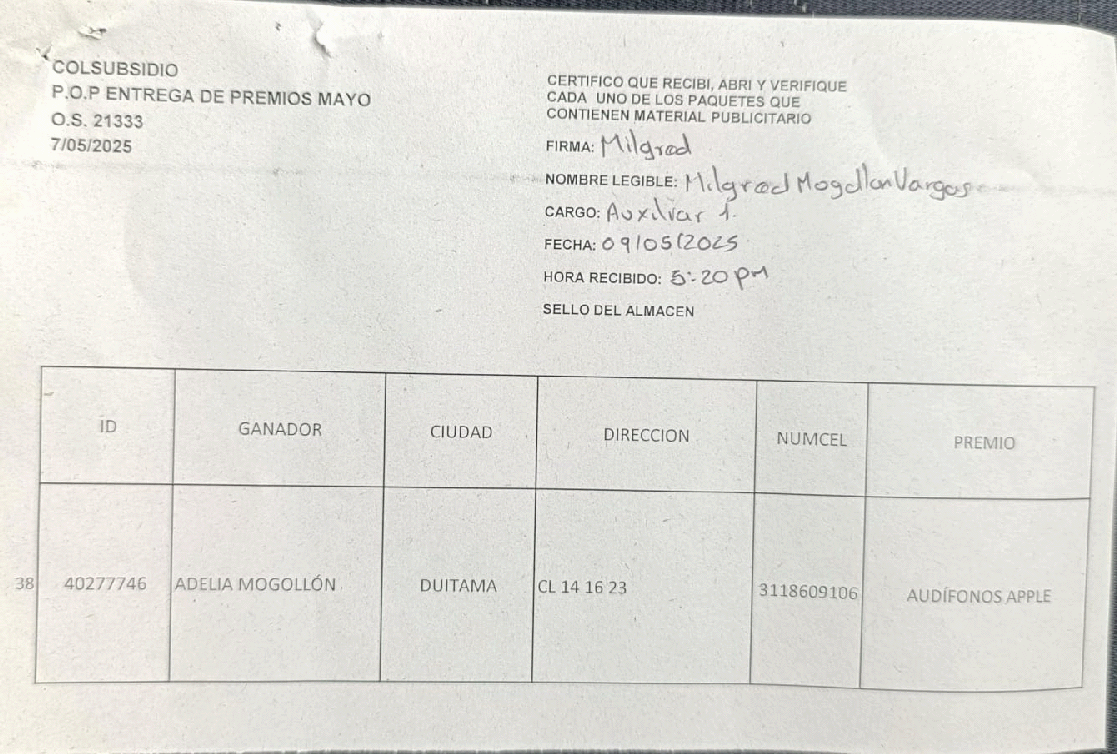 COLSUBSIDIO
P.O.P ENTREGA DE PREMIOS MAYO
O.S. 21333
7/05/2025
CERTIFICO QUE RECIBI, ABRI Y VERIFIQUE
CADA UNO DE LOS PAQUETES QUE
CONTIENEN MATERIAL PUBLICITARIO
FIRMA: Milgred
NOMBRE LEGIBLE: Milgred Mogollon Vargas
CARGO: Auxiliar 1.
FECHA: 09/05/2025
HORA RECIBIDO: 5:20 pm
SELLO DEL ALMACEN
ID GANADOR CIUDAD DIRECCION NUMCEL PREMIO
38 40277746 ADELIA MOGOLLÓN DUITAMA CL 14 16 23 3118609106 AUDÍFONOS APPLE